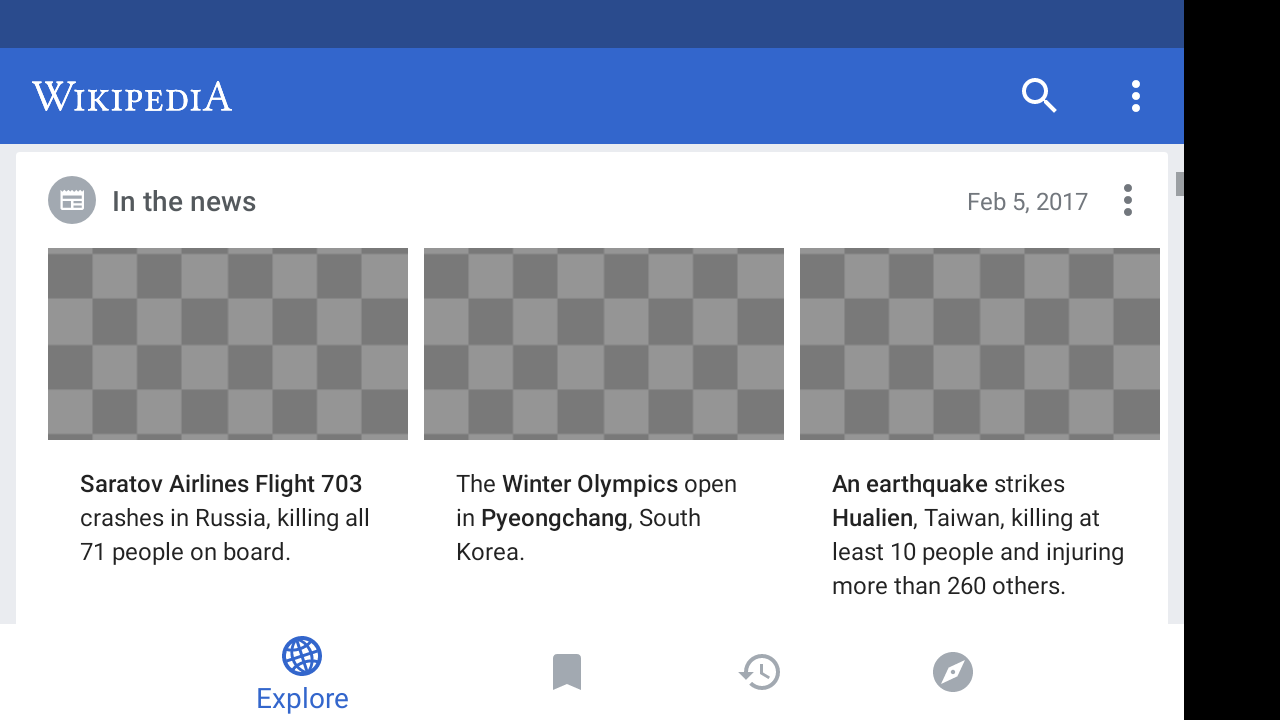 WIKIPEDIA
In the news
Feb 5, 2017
Saratov Airlines Flight 703
crashes in Russia, killing all
71 people on board.
The Winter Olympics open
in Pyeongchang, South
Korea.
An earthquake strikes
Hualien, Taiwan, killing at
least 10 people and injuring
more than 260 others.
Explore